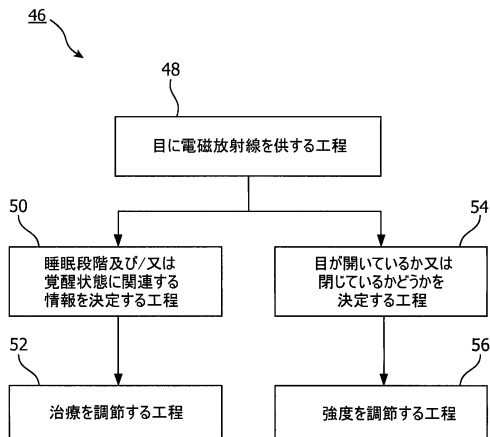 46
48
目に電磁放射線を供する工程
50
睡眠段階及び/又は
覚醒状態に関連する
情報を決定する工程
54
目が開いているか又は
閉じているかどうかを
決定する工程
52
治療を調節する工程
56
強度を調節する工程